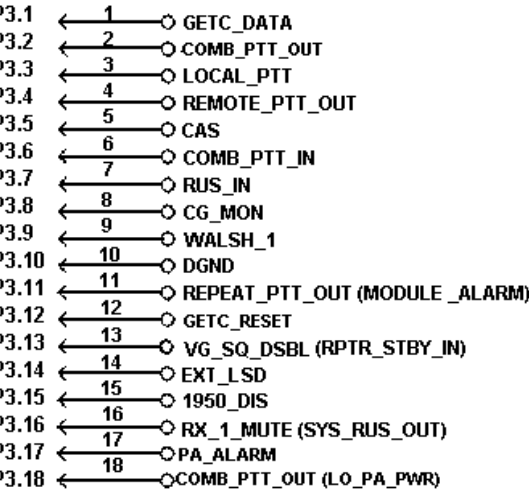 P3.1 1 GETC_DATA
P3.2 2 COMB_PTT_OUT
P3.3 3 LOCAL_PTT
P3.4 4 REMOTE_PTT_OUT
P3.5 5 CAS
P3.6 6 COMB_PTT_IN
P3.7 7 RUS_IN
P3.8 8 CG_MON
P3.9 9 WALSH_1
P3.10 10 DGND
P3.11 11 REPEAT_PTT_OUT (MODULE _ALARM)
P3.12 12 GETC_RESET
P3.13 13 VG_SQ_DSBL (RPTR_STBY_IN)
P3.14 14 EXT_LSD
P3.15 15 1950_DIS
P3.16 16 RX_1_MUTE (SYS_RUS_OUT)
P3.17 17 PA_ALARM
P3.18 18 COMB_PTT_OUT (LO_PA_PWR)